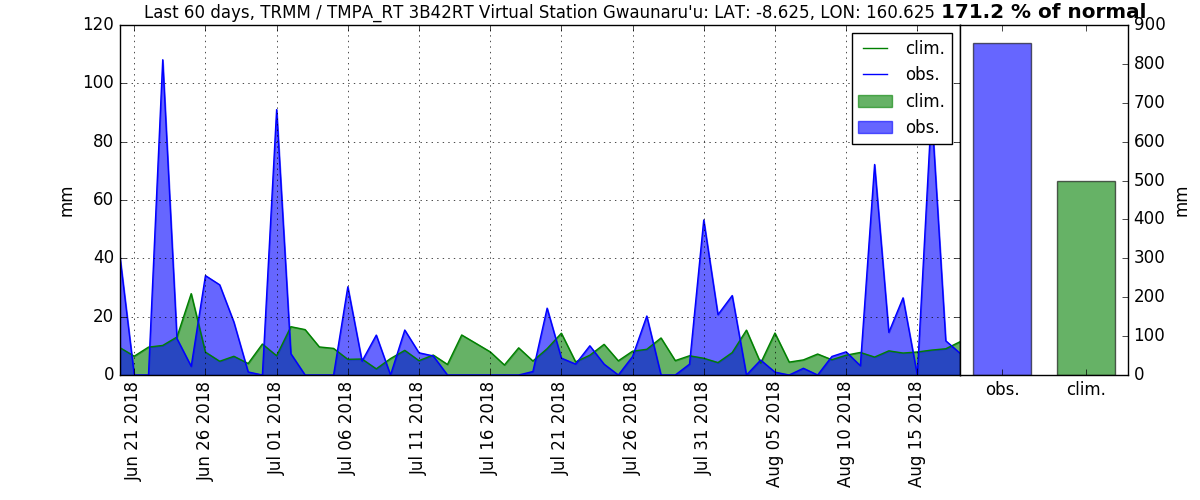 Last 60 days, TRMM / TMPA_RT 3B42RT Virtual Station Gwaunaru'u: LAT: -8.625, LON: 160.625 171.2 % of normal
120
100
80
60
40
20
0
mm
clim.
obs.
clim.
obs.
Jun 21 2018
Jun 26 2018
Jul 01 2018
Jul 06 2018
Jul 11 2018
Jul 16 2018
Jul 21 2018
Jul 26 2018
Jul 31 2018
Aug 05 2018
Aug 10 2018
Aug 15 2018
900
800
700
600
500
400
300
200
100
0
mm
obs.
clim.